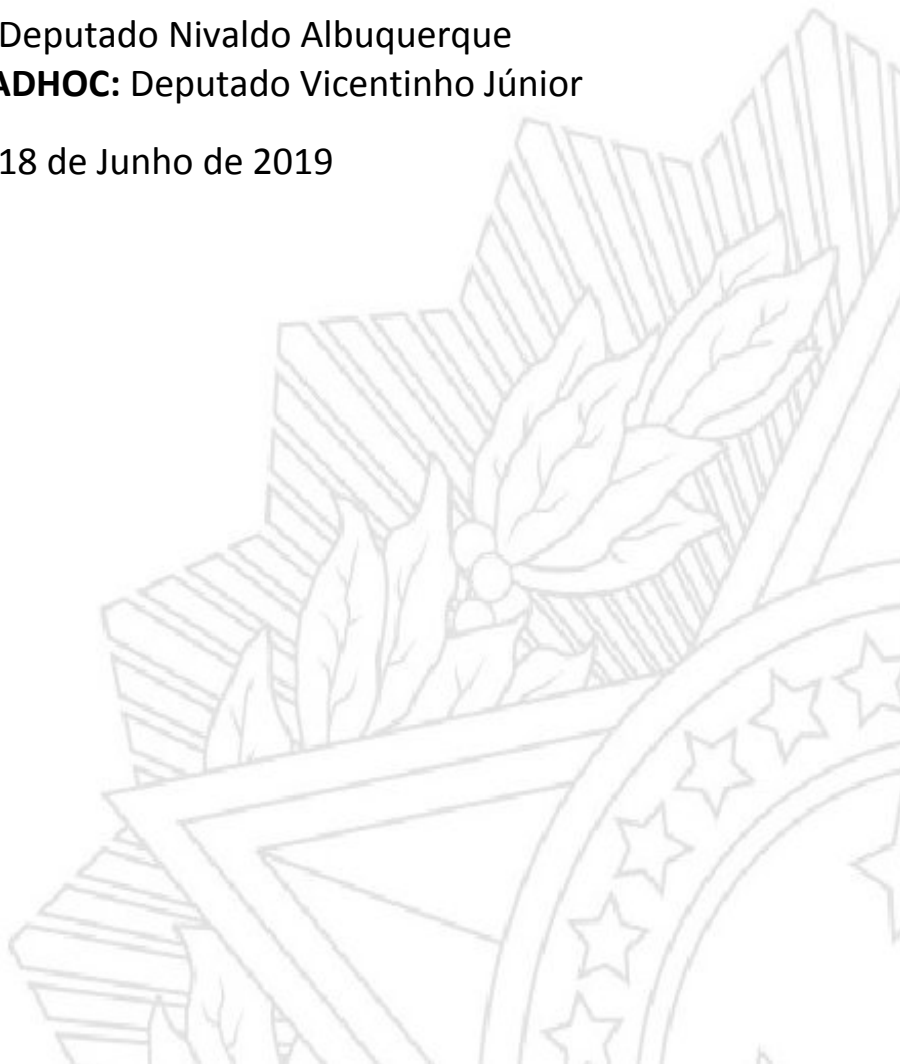 Deputado Nivaldo Albuquerque
ADHOC: Deputado Vicentinho Júnior
18 de Junho de 2019